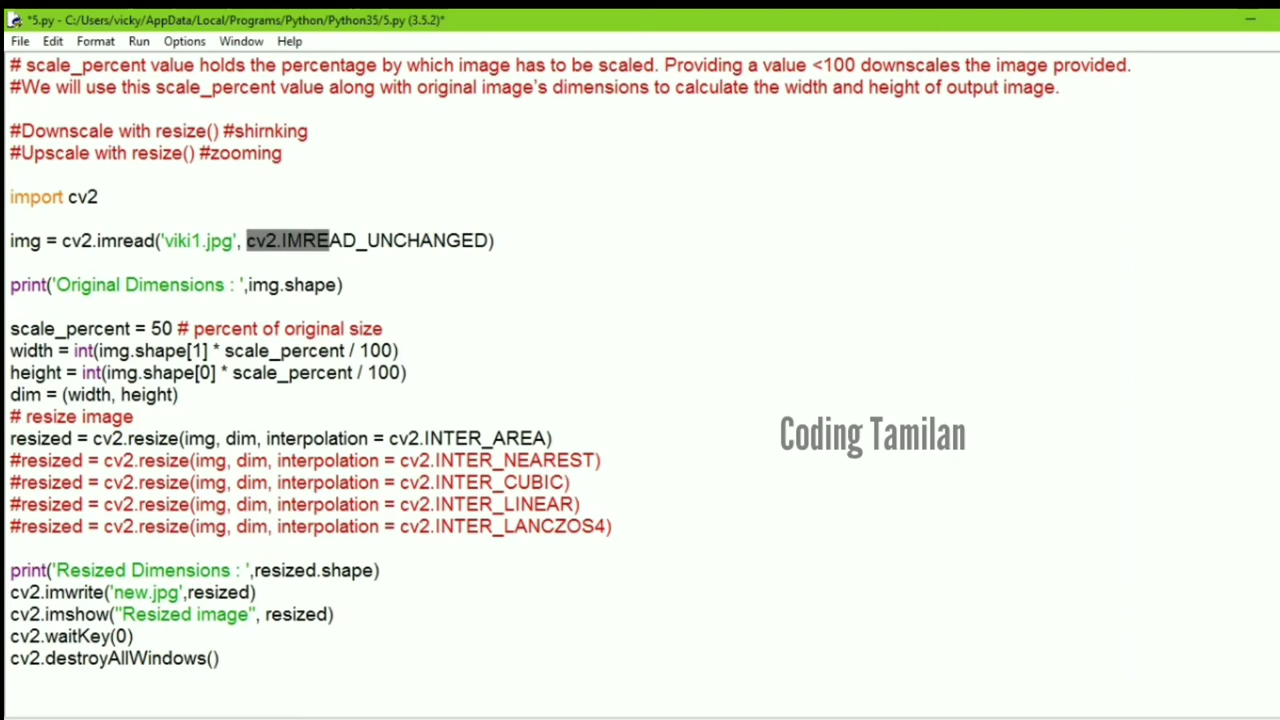 *5.py - C:/Users/vicky/AppData/Local/Programs/Python/Python35/5.py (3.5.2)*
File Edit Format Run Options Window Help
# scale_percent value holds the percentage by which image has to be scaled. Providing a value <100 downscales the image provided.
#We will use this scale_percent value along with original image's dimensions to calculate the width and height of output image.
#Downscale with resize() #shirnking
#Upscale with resize() #zooming
import cv2
img = cv2.imread('viki1.jpg', cv2.IMREAD_UNCHANGED)
print('Original Dimensions : ',img.shape)
scale_percent = 50 # percent of original size
width = int(img.shape[1] * scale_percent / 100)
height = int(img.shape[0] * scale_percent / 100)
dim = (width, height)
# resize image
resized = cv2.resize(img, dim, interpolation = cv2.INTER_AREA)
#resized = cv2.resize(img, dim, interpolation = cv2.INTER_NEAREST)
#resized = cv2.resize(img, dim, interpolation = cv2.INTER_CUBIC)
#resized = cv2.resize(img, dim, interpolation = cv2.INTER_LINEAR)
#resized = cv2.resize(img, dim, interpolation = cv2.INTER_LANCZOS4)
print('Resized Dimensions : ',resized.shape)
cv2.imwrite('new.jpg',resized)
cv2.imshow("Resized image", resized)
cv2.waitKey(0)
cv2.destroyAllWindows()
Coding Tamilan